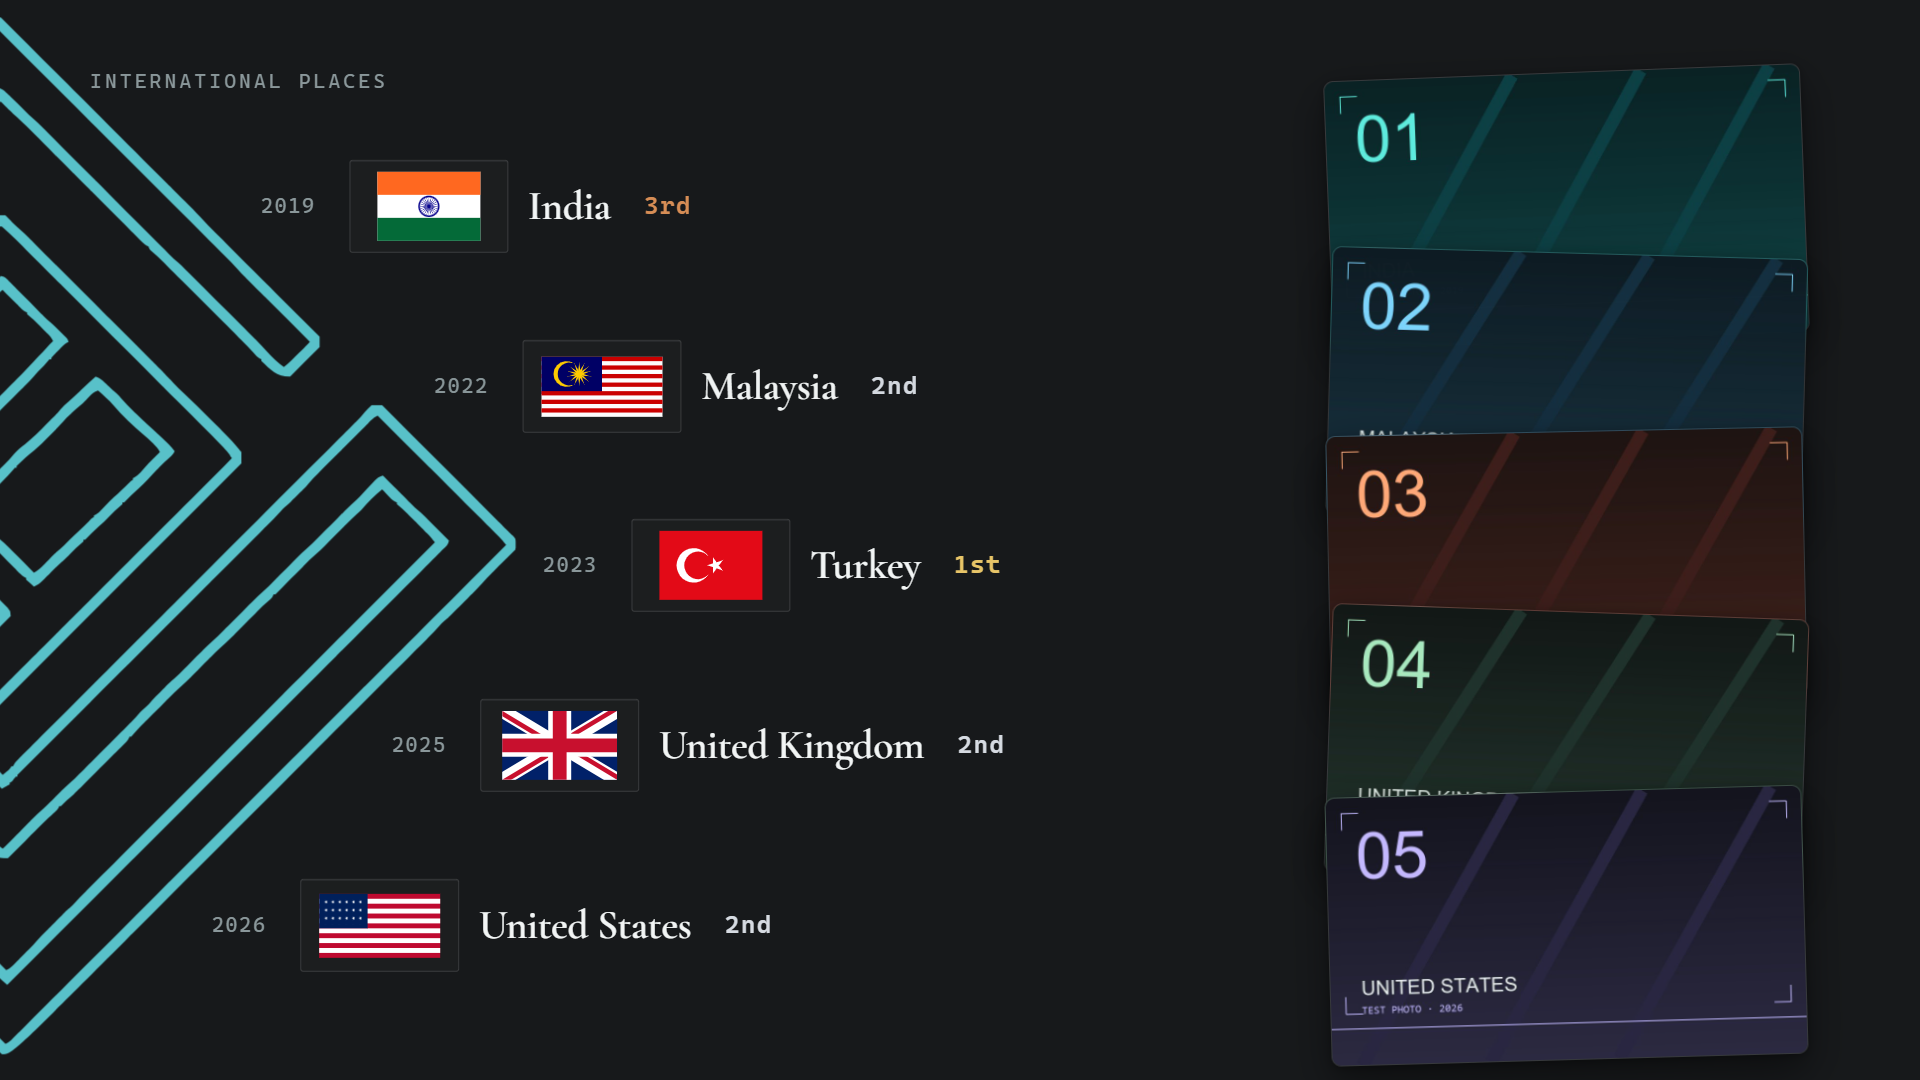 INTERNATIONAL PLACES
2019 India 3rd
2022 Malaysia 2nd
2023 Turkey 1st
2025 United Kingdom 2nd
2026 United States 2nd
01
02
03
04
05
UNITED STATES
TEST PHOTO · 2026